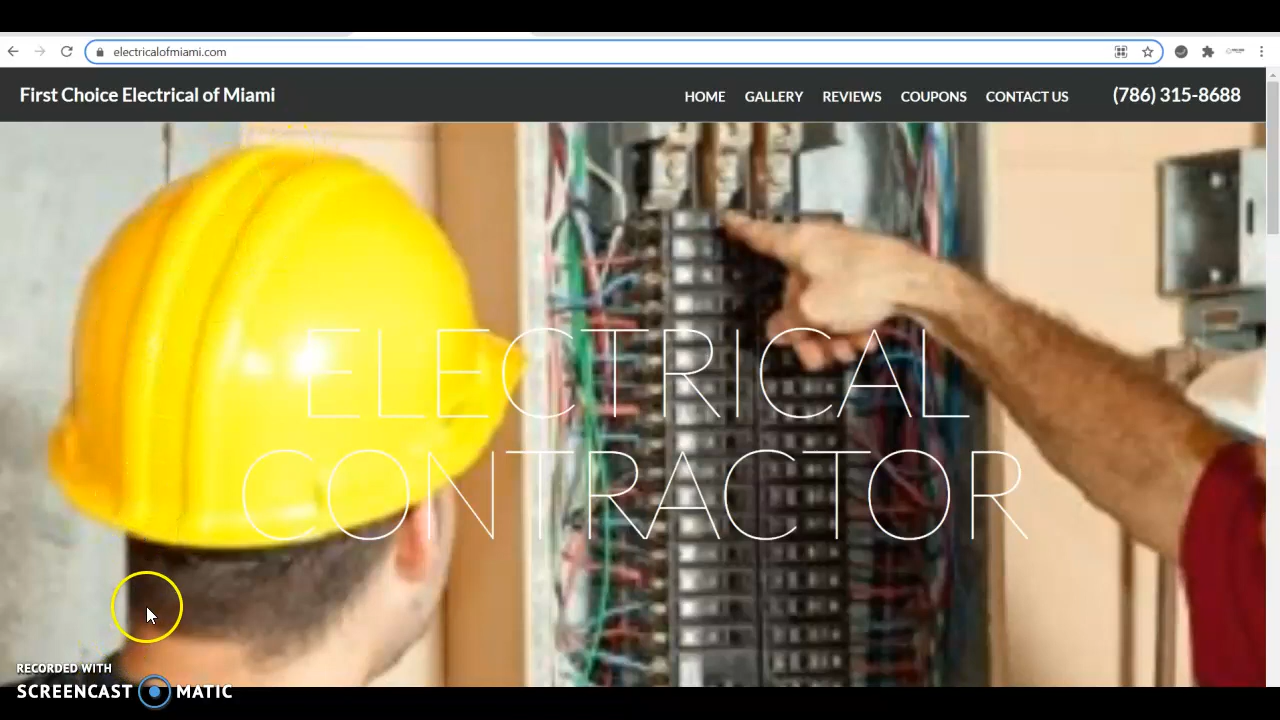 electricalofmiami.com
First Choice Electrical of Miami
HOME GALLERY REVIEWS COUPONS CONTACT US (786) 315-8688
ELECTRICAL
CONTRACTOR
RECORDED WITH
SCREENCAST MATIC